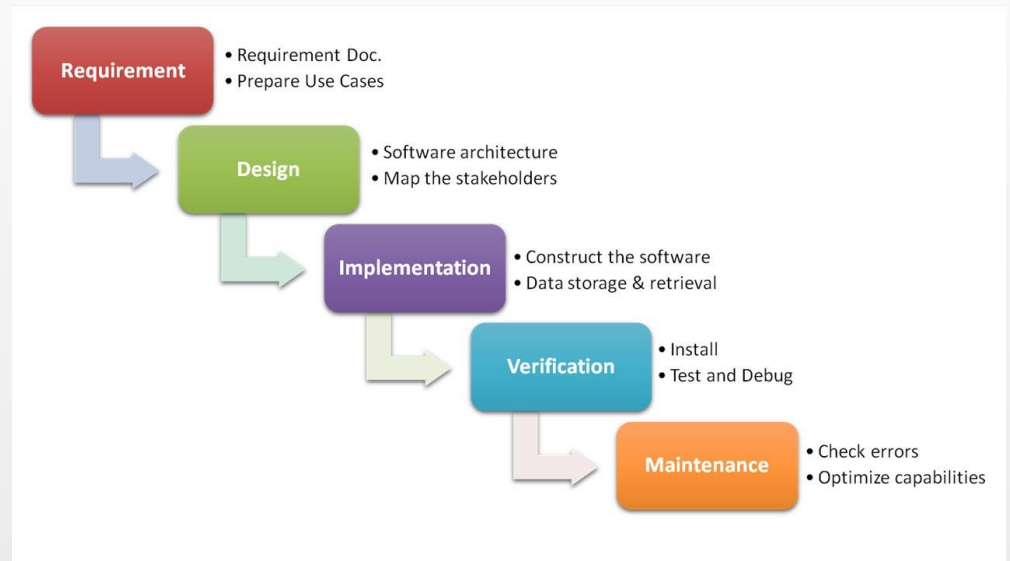 Requirement
• Requirement Doc.
• Prepare Use Cases
Design
• Software architecture
• Map the stakeholders
Implementation
• Construct the software
• Data storage & retrieval
Verification
• Install
• Test and Debug
Maintenance
• Check errors
• Optimize capabilities